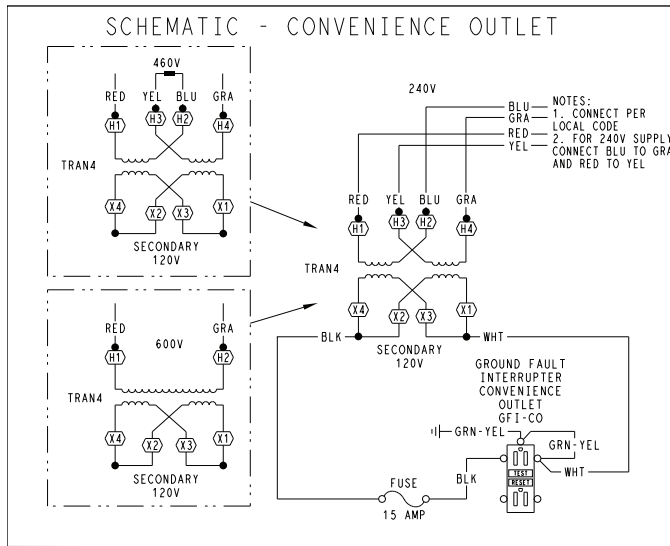 SCHEMATIC - CONVENIENCE OUTLET
460V
RED YEL BLU GRA
H1 H3 H2 H4
TRAN4
X4 X2 X3 X1
SECONDARY
120V
600V
RED GRA
H1 H2
TRAN4
X4 X2 X3 X1
SECONDARY
120V
240V
BLU
GRA
RED
YEL
NOTES:
1. CONNECT PER
LOCAL CODE
2. FOR 240V SUPPLY
CONNECT BLU TO GRA
AND RED TO YEL
RED YEL BLU GRA
H1 H3 H2 H4
TRAN4
X4 X2 X3 X1
BLK WHT
SECONDARY
120V
GROUND FAULT
INTERRUPTER
CONVENIENCE
OUTLET
GFI-CO
GRN-YEL
GRN-YEL
WHT
BLK
TEST
RESET
FUSE
15 AMP